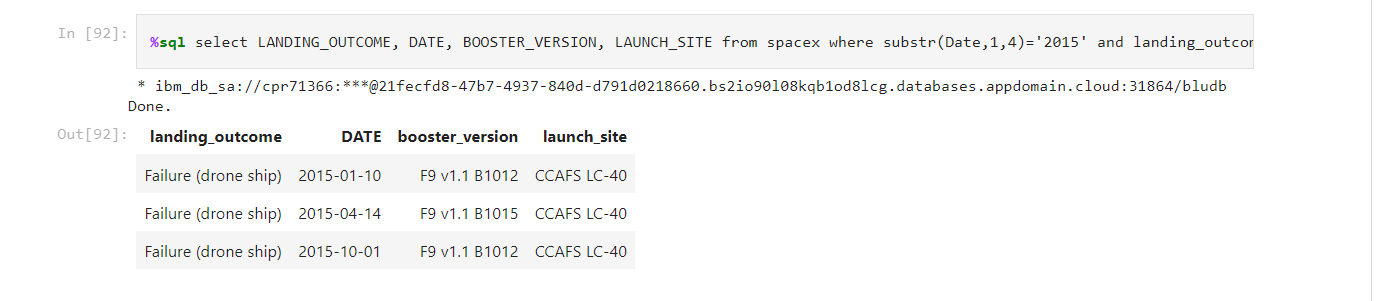 In [92]:
%sql select LANDING_OUTCOME, DATE, BOOSTER_VERSION, LAUNCH_SITE from spacex where substr(Date,1,4)='2015' and landing_outcor
* ibm_db_sa://cpr71366:***@21fecfd8-47b7-4937-840d-d791d0218660.bs2io90l08kqb1od8lcg.databases.appdomain.cloud:31864/bludb
Done.
Out[92]:
landing_outcome DATE booster_version launch_site
Failure (drone ship) 2015-01-10 F9 v1.1 B1012 CCAFS LC-40
Failure (drone ship) 2015-04-14 F9 v1.1 B1015 CCAFS LC-40
Failure (drone ship) 2015-10-01 F9 v1.1 B1012 CCAFS LC-40